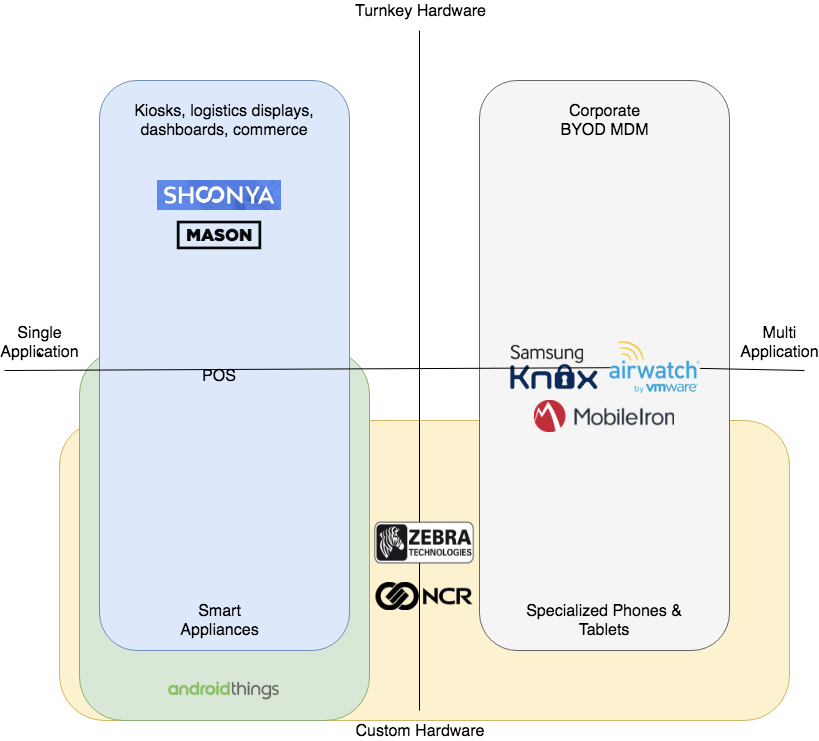 Turnkey Hardware
Kiosks, logistics displays,
dashboards, commerce
SHOONYA
MASON
Corporate
BYOD MDM
Single
Application
Multi
Application
POS
Samsung
Knox
airwatch
by vmware
MobileIron
ZEBRA
TECHNOLOGIES
NCR
Smart
Appliances
Specialized Phones &
Tablets
androidthings
Custom Hardware